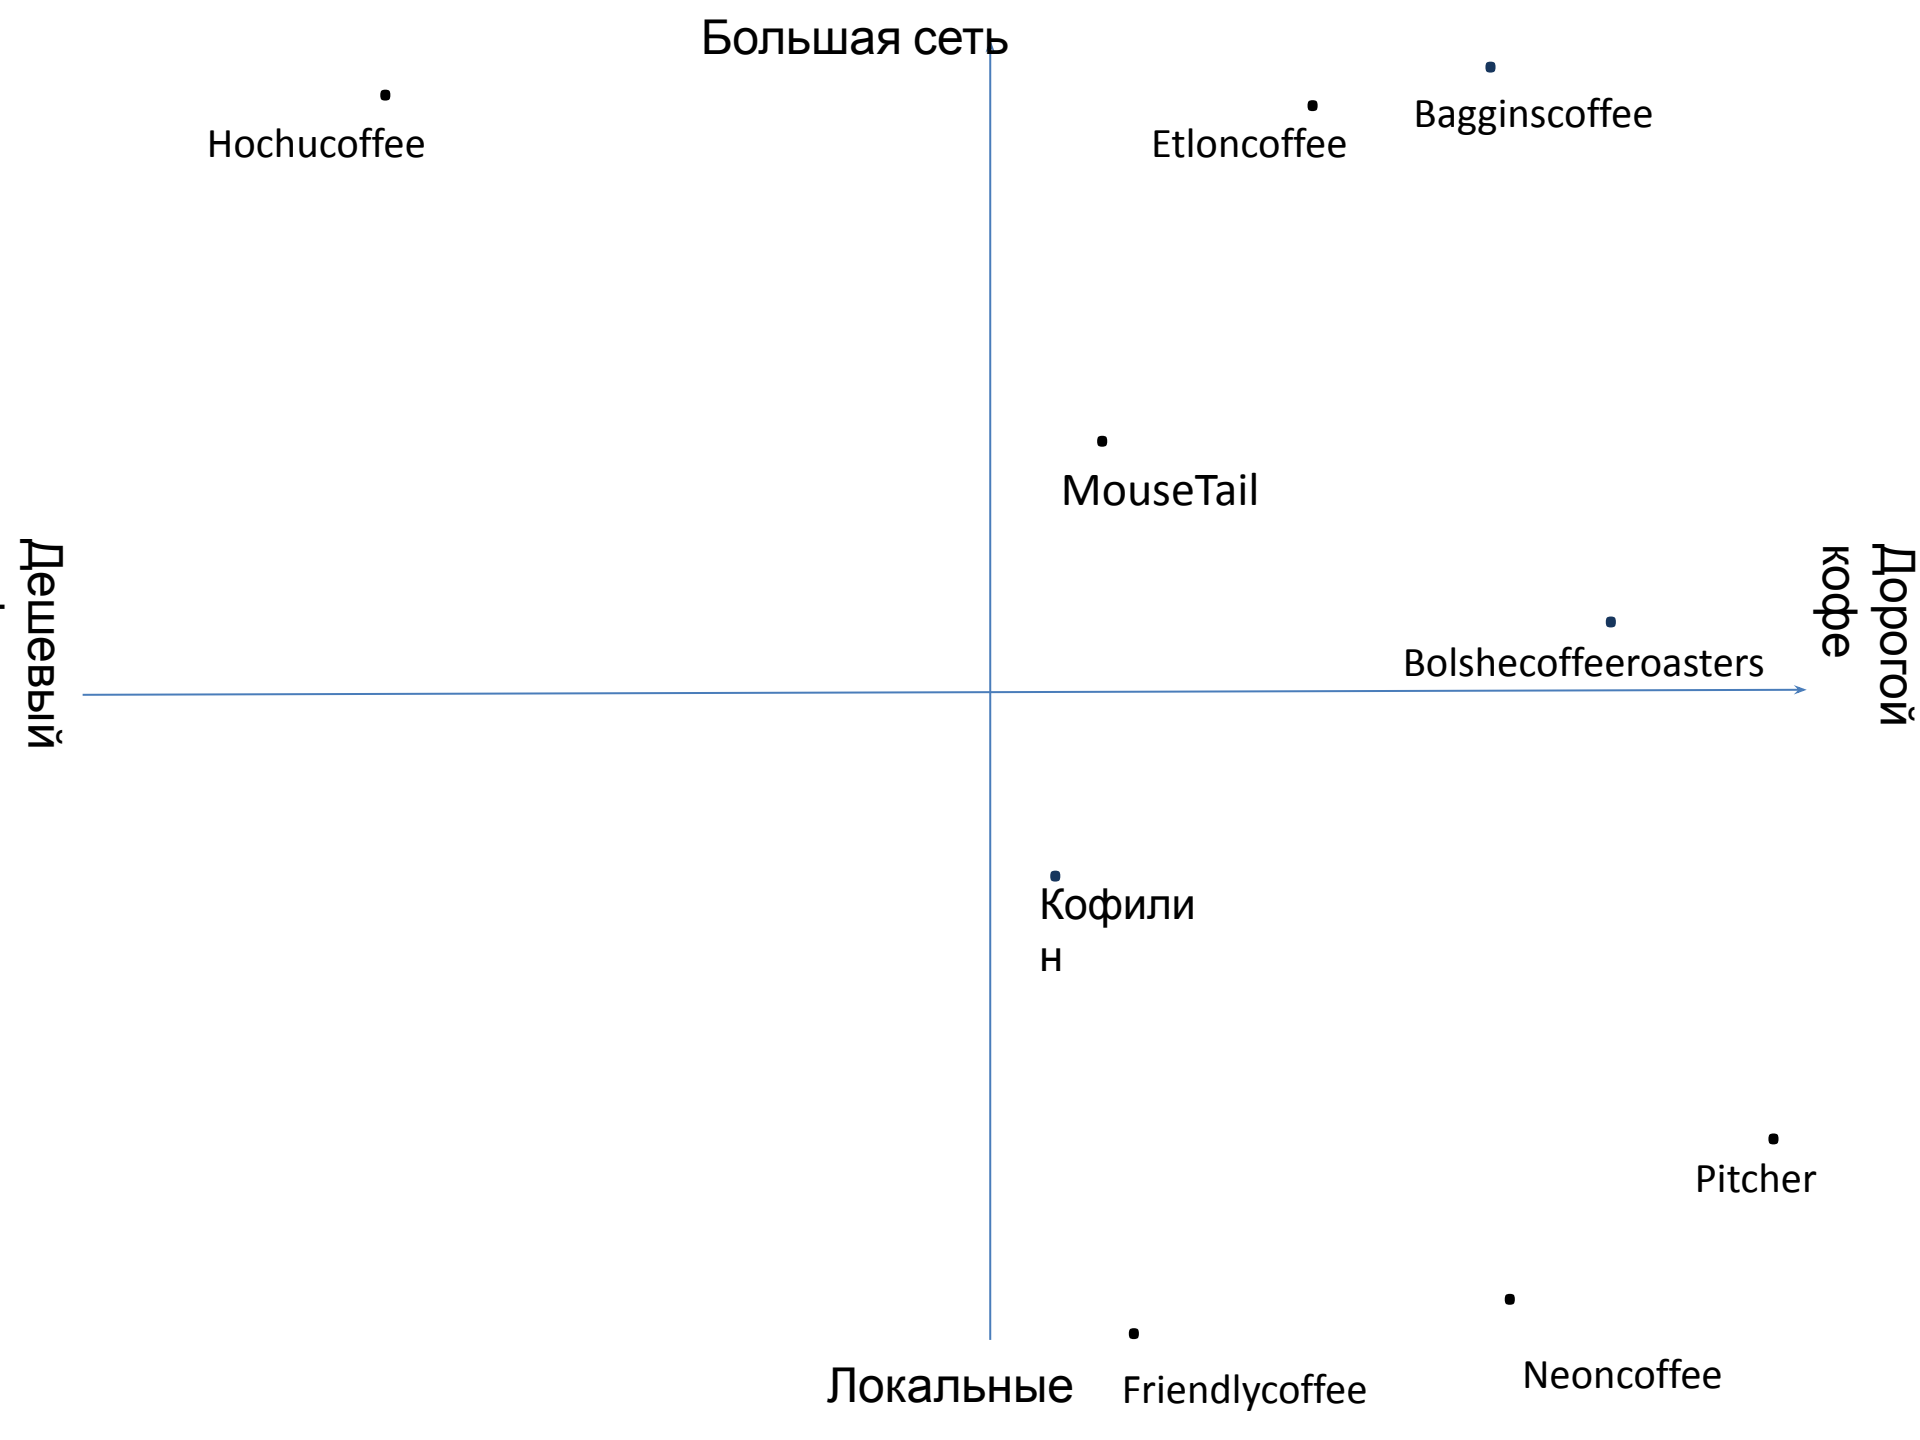 Большая сеть
Hochucoffee
Etloncoffee
Bagginscoffee
MouseTail
Дешевый
Дорогой
кофе
Bolshecoffeeroasters
Кофили
н
Pitcher
Neoncoffee
Локальные
Friendlycoffee